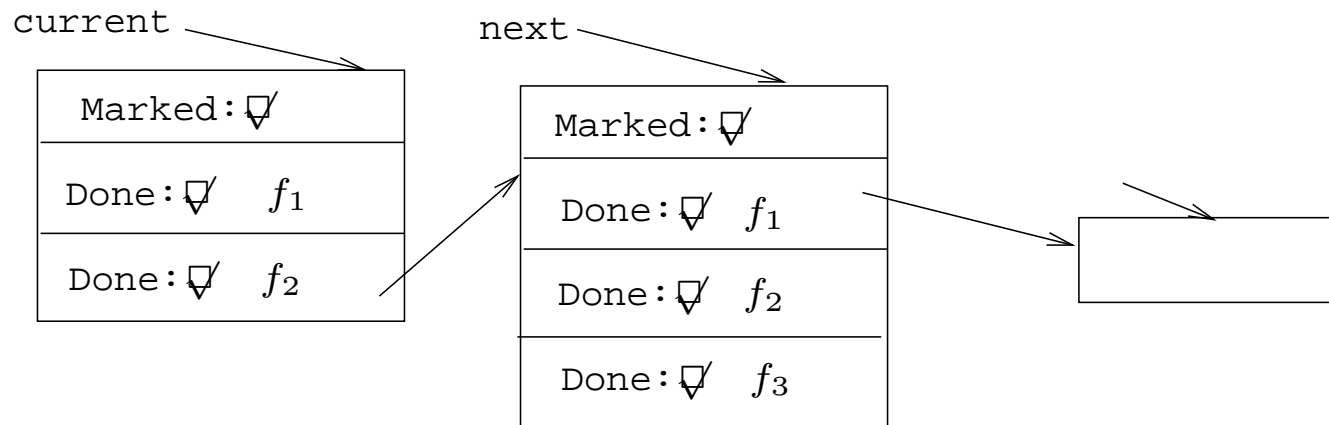 current
next
Marked:☑
Done:☑ f₁
Done:☑ f₂
Marked:☑
Done:☑ f₁
Done:☑ f₂
Done:☑ f₃